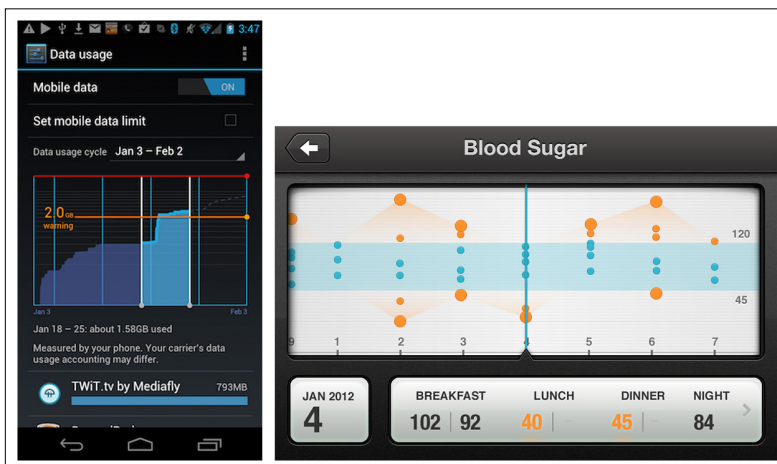 3:47
Data usage
Mobile data ON
Set mobile data limit
Data usage cycle Jan 3 – Feb 2
2.0GB
warning
Jan 3 Feb 3
Jan 18 – 25: about 1.58GB used
Measured by your phone. Your carrier's data
usage accounting may differ.
TWiT.tv by Mediafly 793MB
Blood Sugar
120
45
9 1 2 3 4 5 6 7
JAN 2012
4
BREAKFAST LUNCH DINNER NIGHT
102 | 92 40 | – 45 | – 84